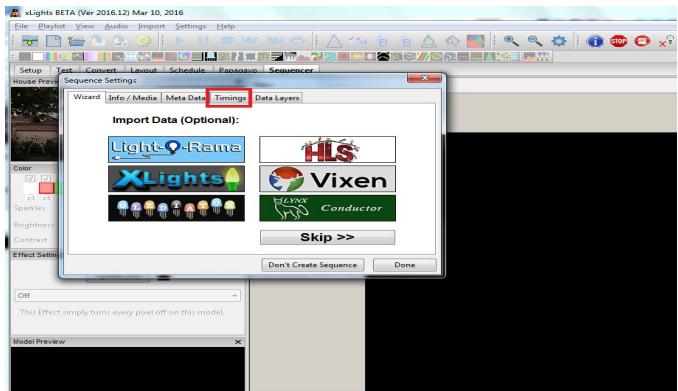 xLights BETA (Ver 2016.12) Mar 10, 2016
File Playlist View Audio Import Settings Help
Setup Test Convert Layout Schedule Papagayo Sequencer
House Previ
Sequence Settings
Wizard Info / Media Meta Data Timings Data Layers
Import Data (Optional):
Light-O-Rama
HLS
XLights
Vixen
LYNX Conductor
Skip >>
Don't Create Sequence Done
Color
Sparkles
Brightness
Contrast
Effect Settin
Off
This Effect simply turns every pixel off on this model.
Model Preview
STOP